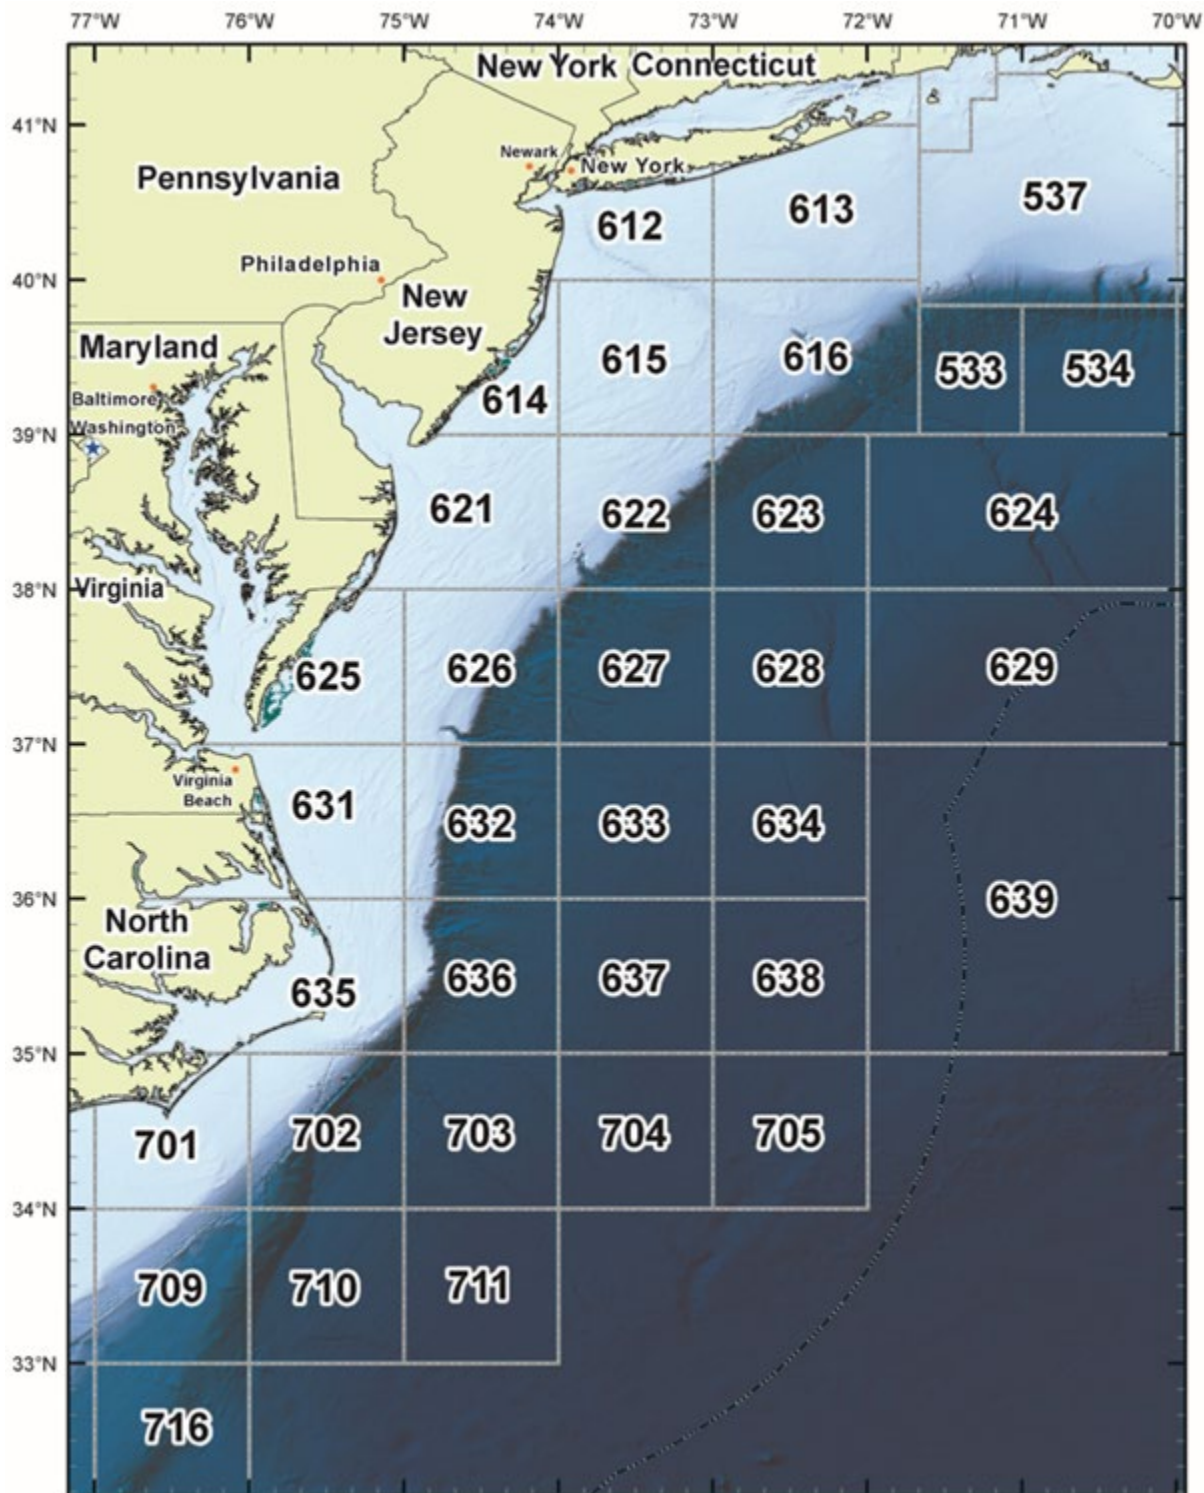 77°W 76°W 75°W 74°W 73°W 72°W 71°W 70°W
New York Connecticut
41°N
Newark
New York
Pennsylvania
537
613
612
Philadelphia
40°N
New
Jersey
Maryland
615
616
533
534
Baltimore
614
Washington
39°N
621
622
623
624
38°N
Virginia
625
626
627
628
629
37°N
Virginia
Beach
631
632
633
634
36°N
639
North
Carolina
635
636
637
638
35°N
701
702
703
704
705
34°N
709
710
711
33°N
716